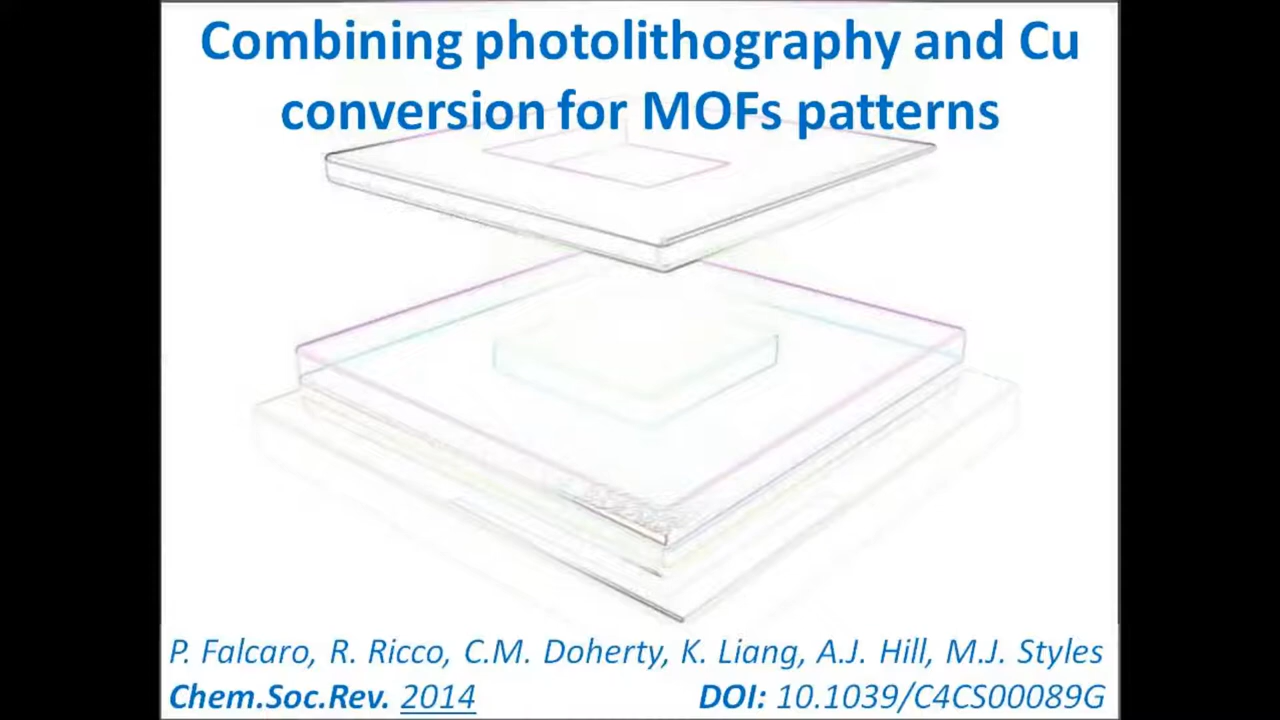 Combining photolithography and Cu
conversion for MOFs patterns
P. Falcaro, R. Ricco, C.M. Doherty, K. Liang, A.J. Hill, M.J. Styles
Chem.Soc.Rev. 2014 DOI: 10.1039/C4CS00089G